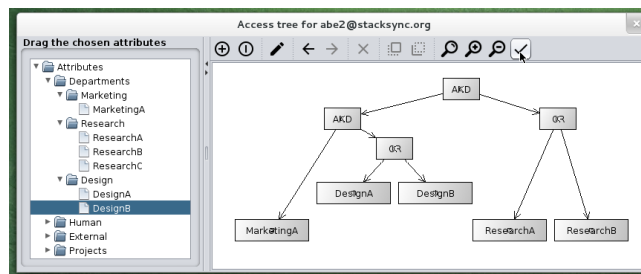 Access tree for abe2@stacksync.org
Drag the chosen attributes
Attributes
Departments
Marketing
MarketingA
Research
ResearchA
ResearchB
ResearchC
Design
DesignA
DesignB
Human
External
Projects
AND
AND
OR
OR
DesignA
DesignB
MarketingA
ResearchA
ResearchB